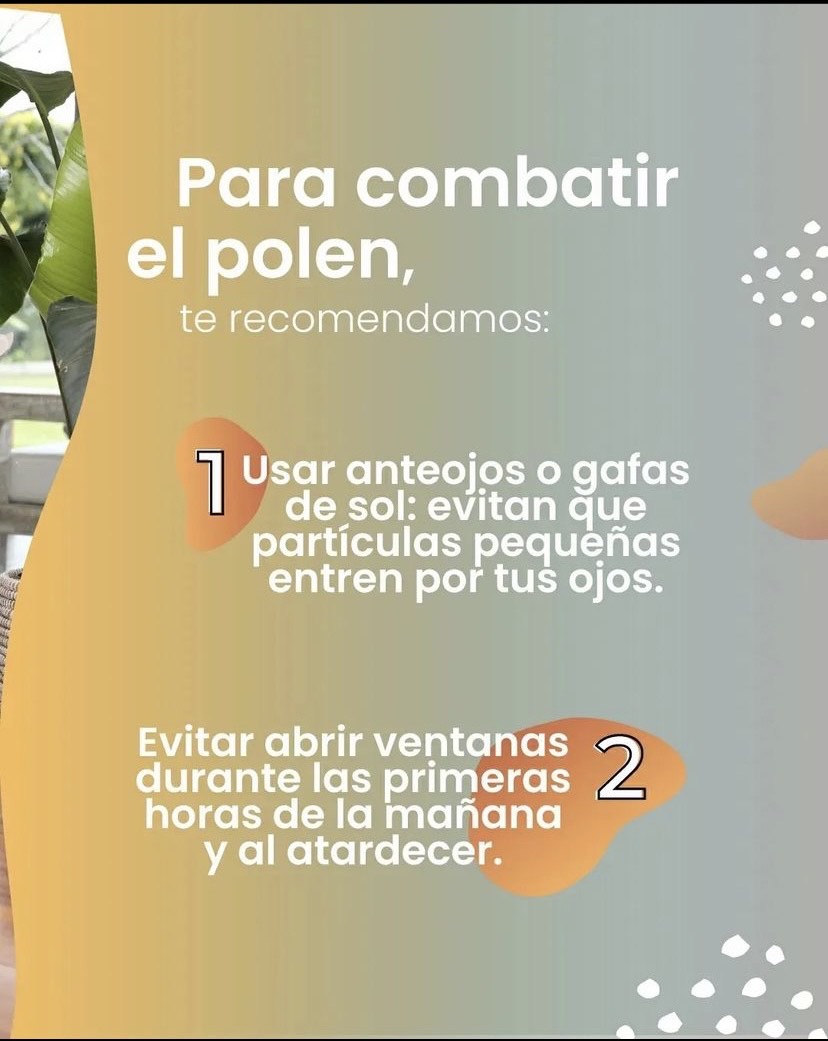 Para combatir
el polen,
te recomendamos:
1
Usar anteojos o gafas
de sol: evitan que
partículas pequeñas
entren por tus ojos.
Evitar abrir ventanas
durante las primeras
horas de la mañana
y al atardecer.
2